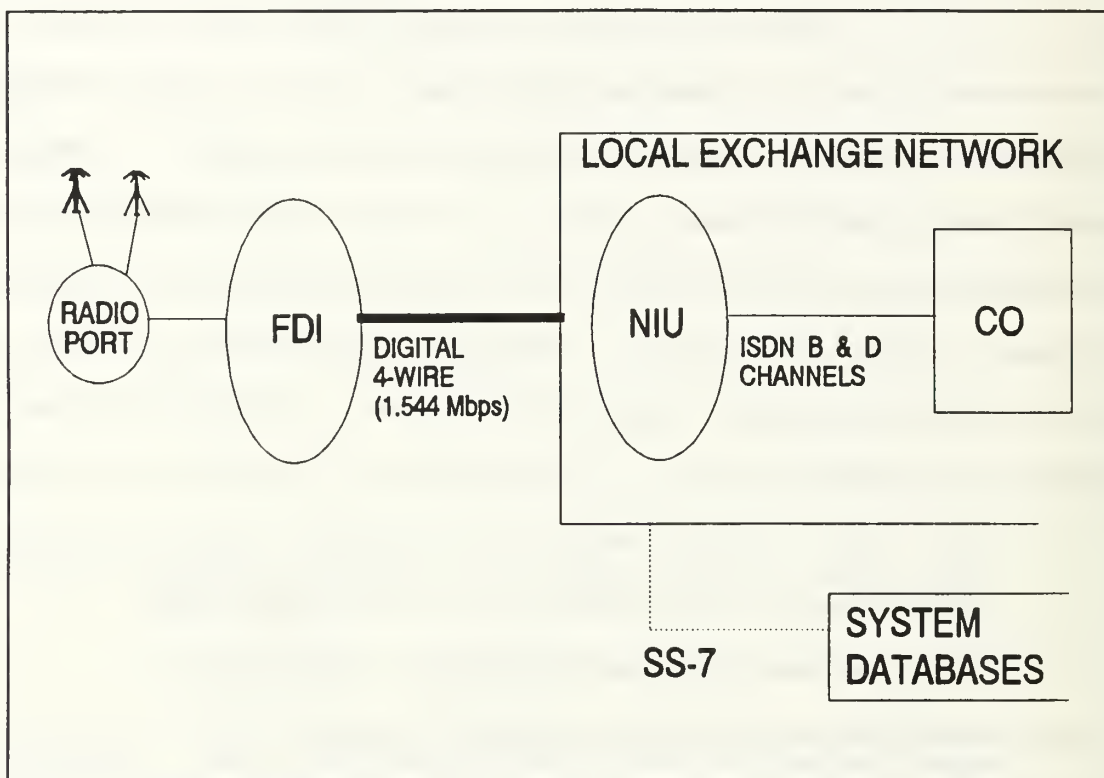 LOCAL EXCHANGE NETWORK
RADIO
PORT
FDI
DIGITAL
4-WIRE
(1.544 Mbps)
NIU
ISDN B & D
CHANNELS
CO
SS-7
SYSTEM
DATABASES